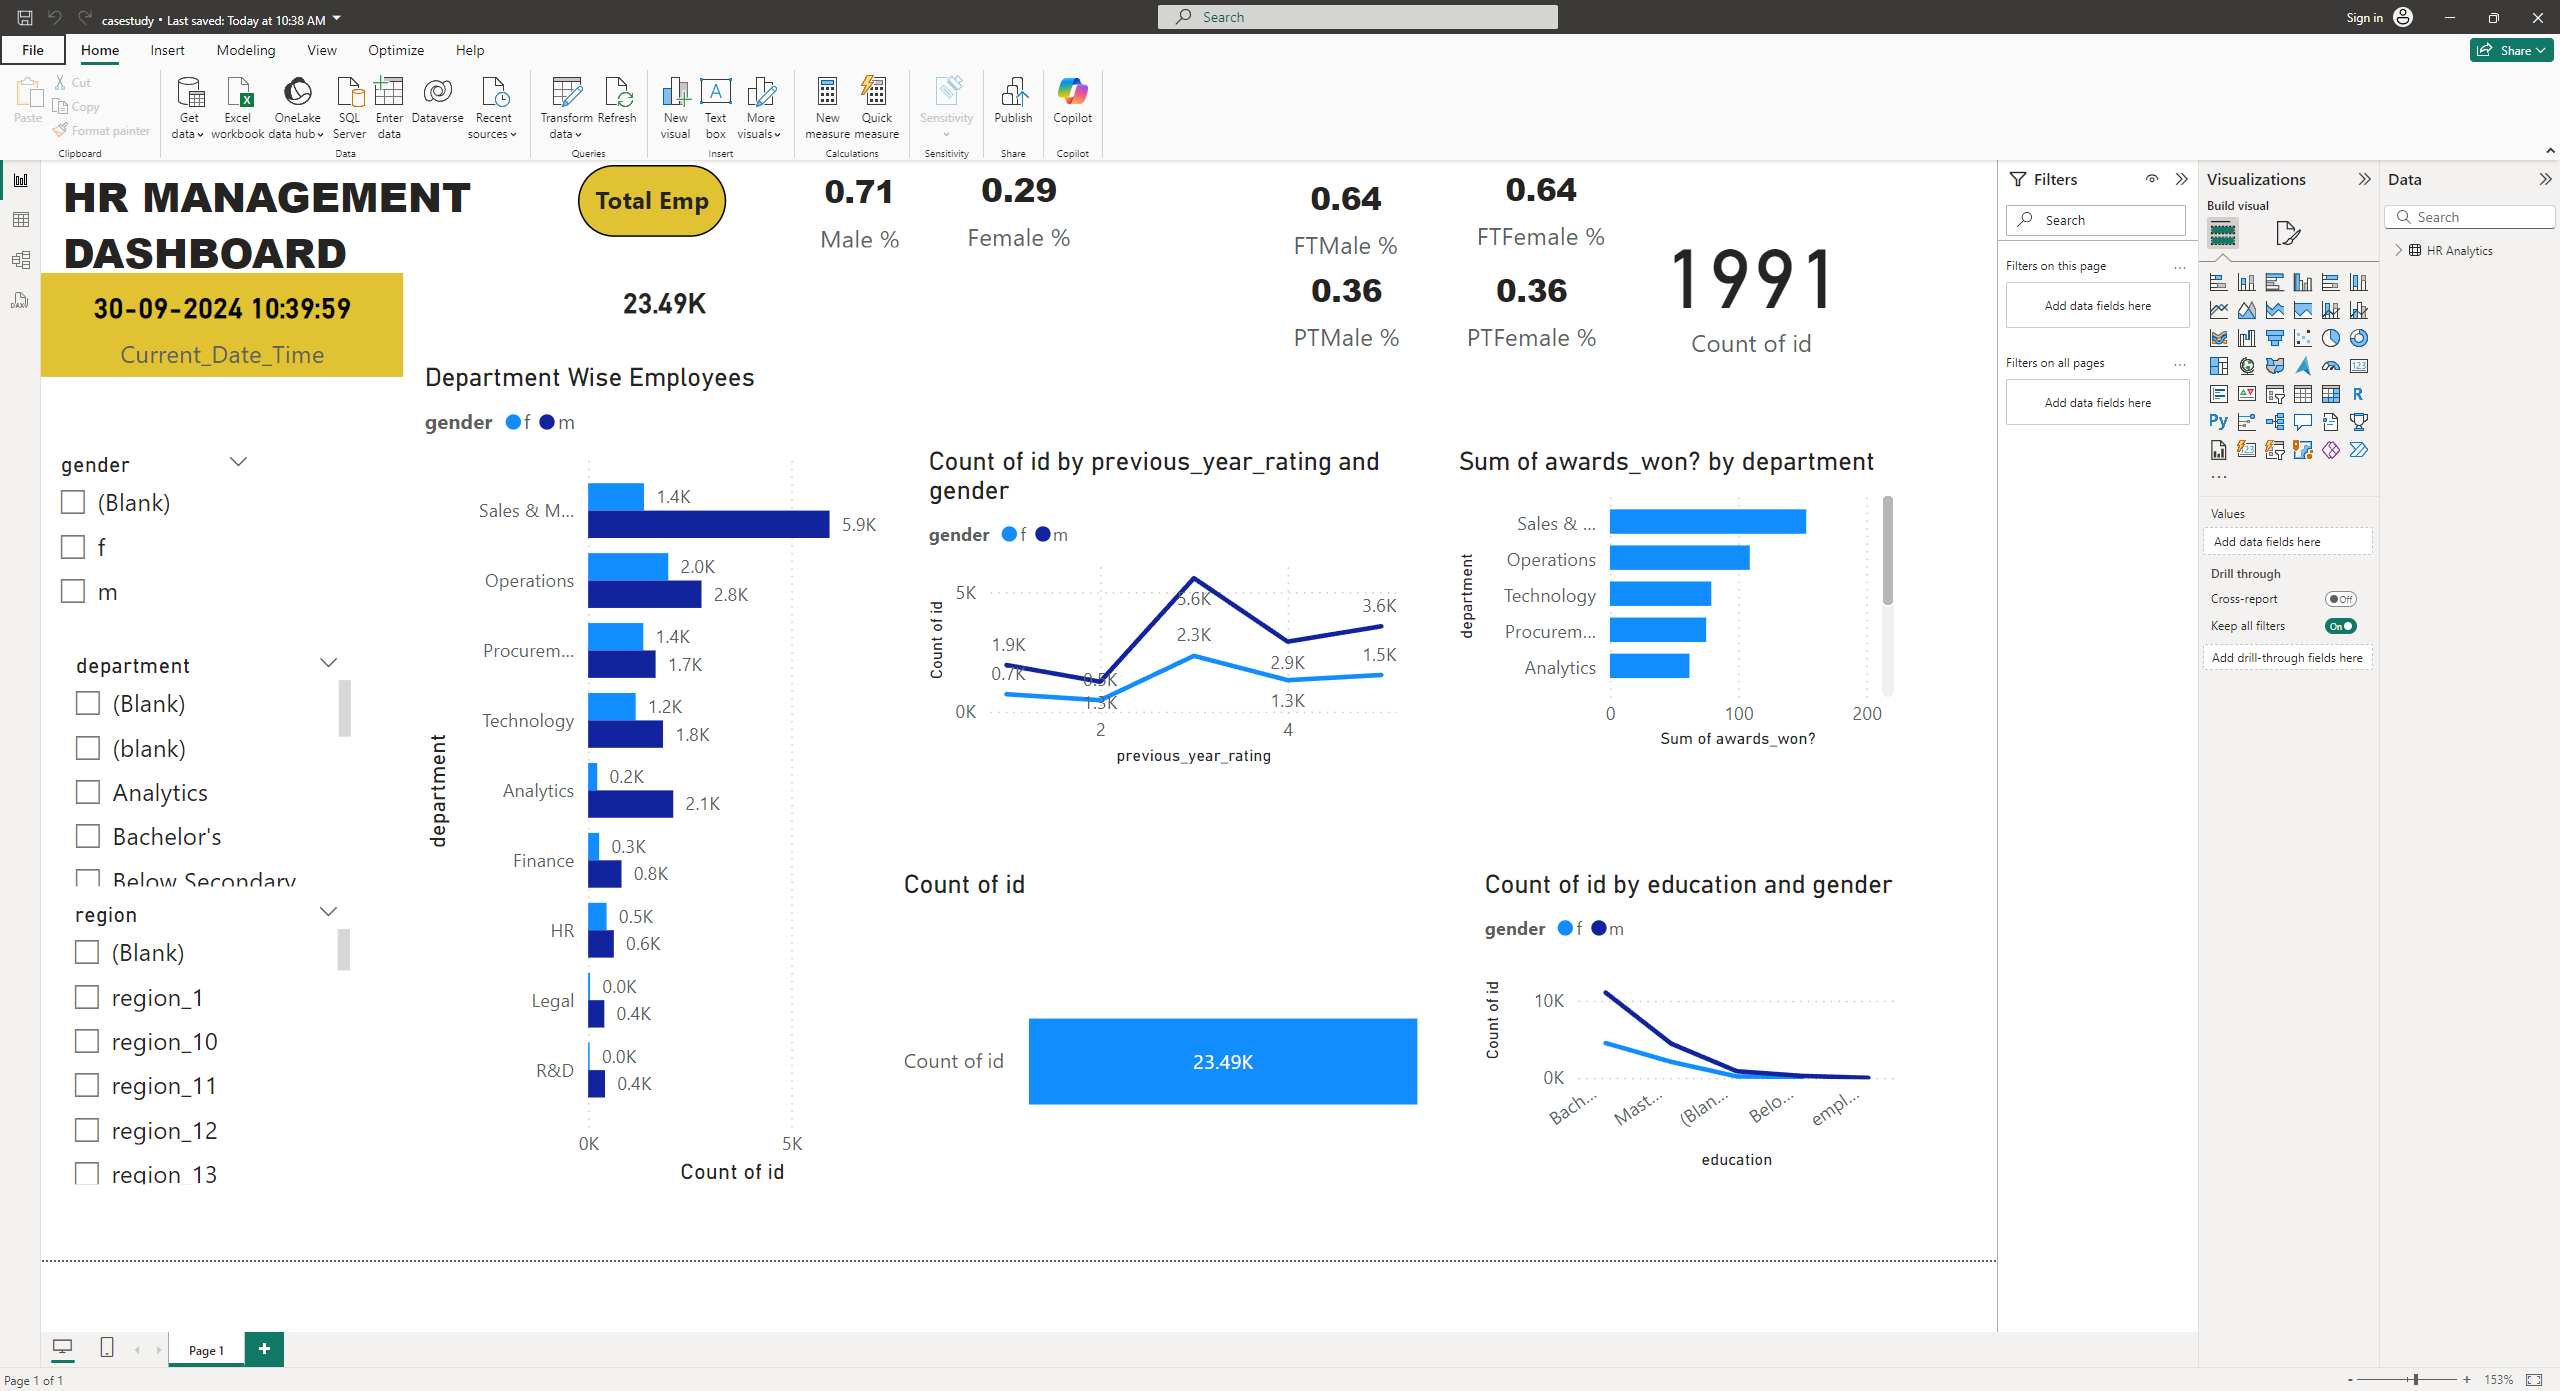 casestudy • Last saved: Today at 10:38 AM
Search
Sign in
File
Home
Insert
Modeling
View
Optimize
Help
Share
Paste
Cut
Copy
Format painter
Clipboard
Get data
Excel workbook
OneLake data hub
SQL Server
Enter data
Dataverse
Recent sources
Data
Transform data
Refresh
Queries
New visual
Text box
More visuals
Insert
New measure
Quick measure
Calculations
Sensitivity
Sensitivity
Publish
Share
Copilot
Copilot
HR MANAGEMENT
DASHBOARD
30-09-2024 10:39:59
Current_Date_Time
Total Emp
23.49K
0.71
Male %
0.29
Female %
0.64
FTMale %
0.64
FTFemale %
0.36
PTMale %
0.36
PTFemale %
1991
Count of id
gender
(Blank)
f
m
department
(Blank)
(blank)
Analytics
Bachelor's
Below Secondary
region
(Blank)
region_1
region_10
region_11
region_12
region_13
Department Wise Employees
gender f m
department
Sales & M... 1.4K
5.9K
Operations 2.0K
2.8K
Procurem... 1.4K
1.7K
Technology 1.2K
1.8K
Analytics 0.2K
2.1K
Finance 0.3K
0.8K
HR 0.5K
0.6K
Legal 0.0K
0.4K
R&D 0.0K
0.4K
0K 5K
Count of id
Count of id by previous_year_rating and
gender
gender f m
Count of id
5K
0K
1.9K
0.7K
0.5K
1.3K
5.6K
2.3K
2.9K
1.3K
3.6K
1.5K
2 4
previous_year_rating
Sum of awards_won? by department
department
Sales & ...
Operations
Technology
Procurem...
Analytics
0 100 200
Sum of awards_won?
Count of id
Count of id 23.49K
Count of id by education and gender
gender f m
Count of id
10K
0K
Bach... Mast... (Blan... Belo... empl...
education
Filters
Search
Filters on this page ...
Add data fields here
Filters on all pages ...
Add data fields here
Visualizations
Build visual
123
R
Py
123
...
Values
Add data fields here
Drill through
Cross-report Off
Keep all filters On
Add drill-through fields here
Data
Search
HR Analytics
DAX
Page 1
+
Page 1 of 1
- + 153%